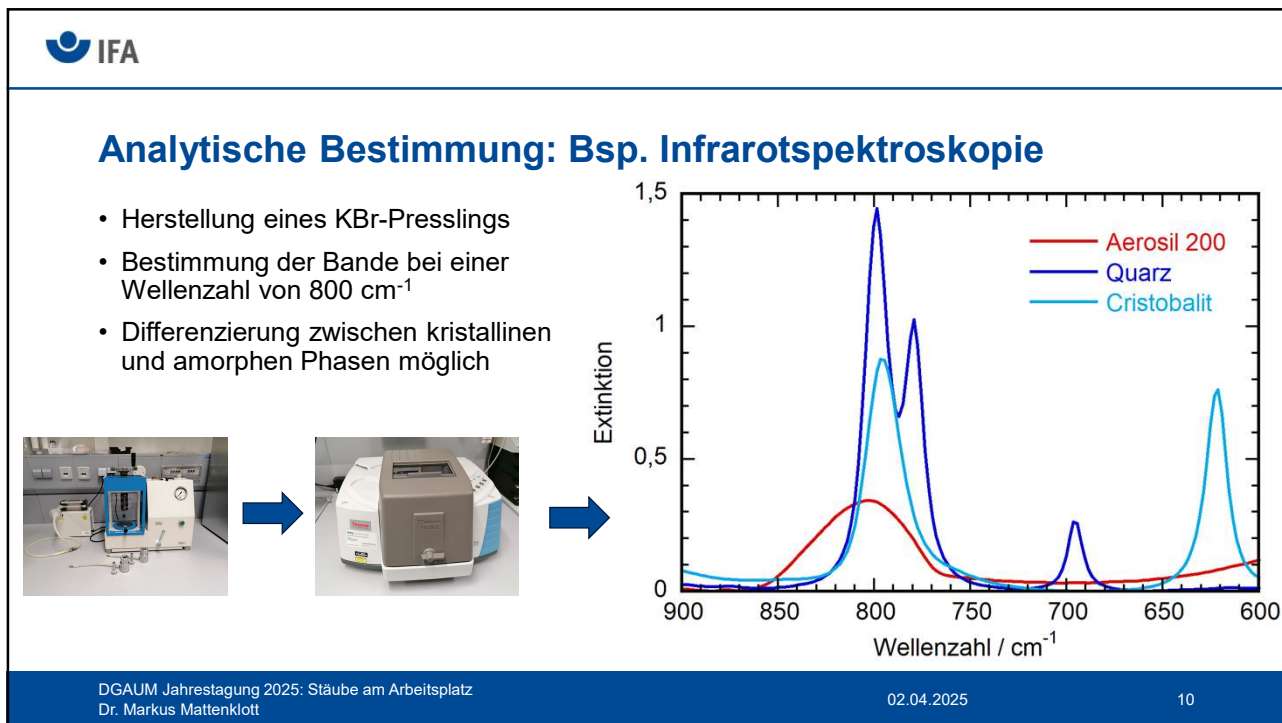 IFA
Analytische Bestimmung: Bsp. Infrarotspektroskopie
• Herstellung eines KBr-Presslings
• Bestimmung der Bande bei einer
Wellenzahl von 800 cm⁻¹
• Differenzierung zwischen kristallinen
und amorphen Phasen möglich
1,5
1
0,5
0
Extinktion
Aerosil 200
Quarz
Cristobalit
900 850 800 750 700 650 600
Wellenzahl / cm⁻¹
DGAUM Jahrestagung 2025: Stäube am Arbeitsplatz
Dr. Markus Mattenklott
02.04.2025
10